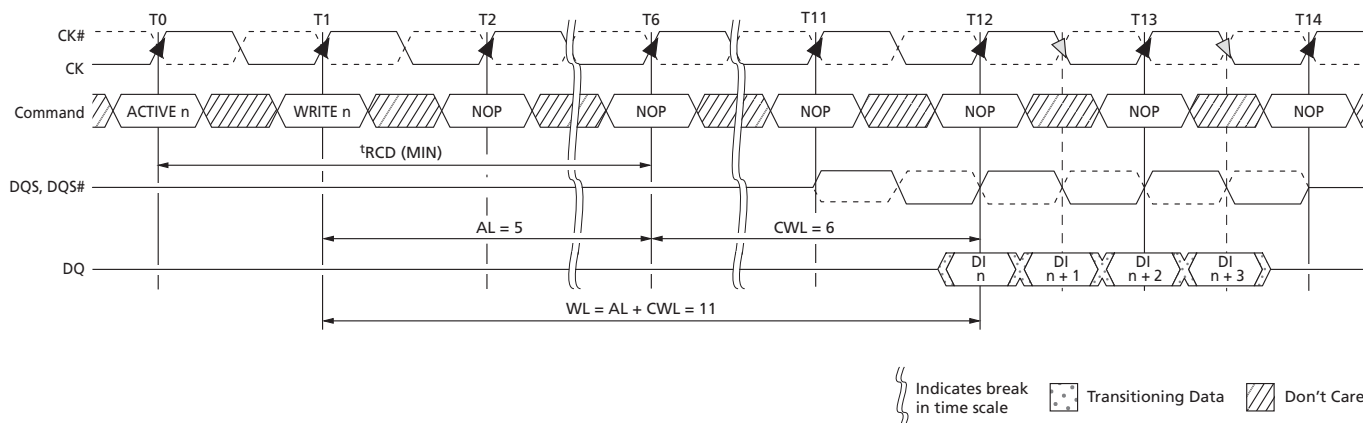 T0 T1 T2 T6 T11 T12 T13 T14
CK#
CK
Command ACTIVE n WRITE n NOP NOP NOP NOP NOP NOP
tRCD (MIN)
DQS, DQS#
AL = 5 CWL = 6
DQ DI n DI n + 1 DI n + 2 DI n + 3
WL = AL + CWL = 11
Indicates break
in time scale
Transitioning Data
Don't Care